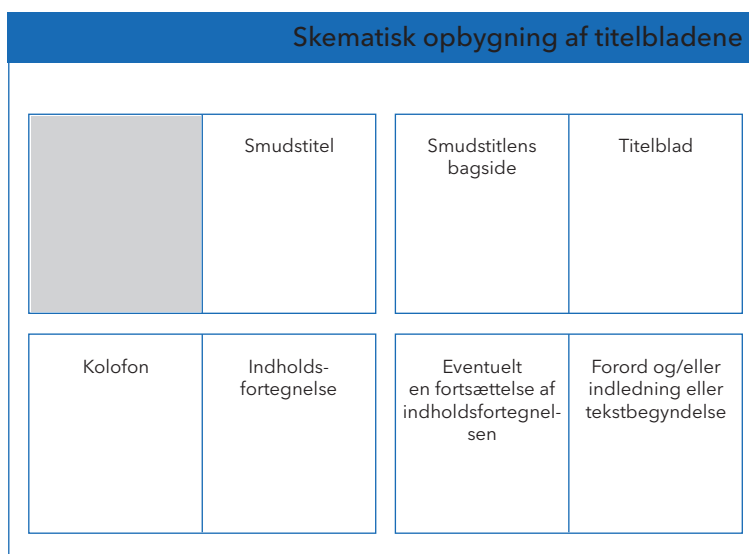 Skematisk opbygning af titelbladene
Smudstitel
Smudstitlens
bagside
Titelblad
Kolofon
Indholds-
fortegnelse
Eventuelt
en fortsættelse af
indholdsfortegnel-
sen
Forord og/eller
indledning eller
tekstbegyndelse